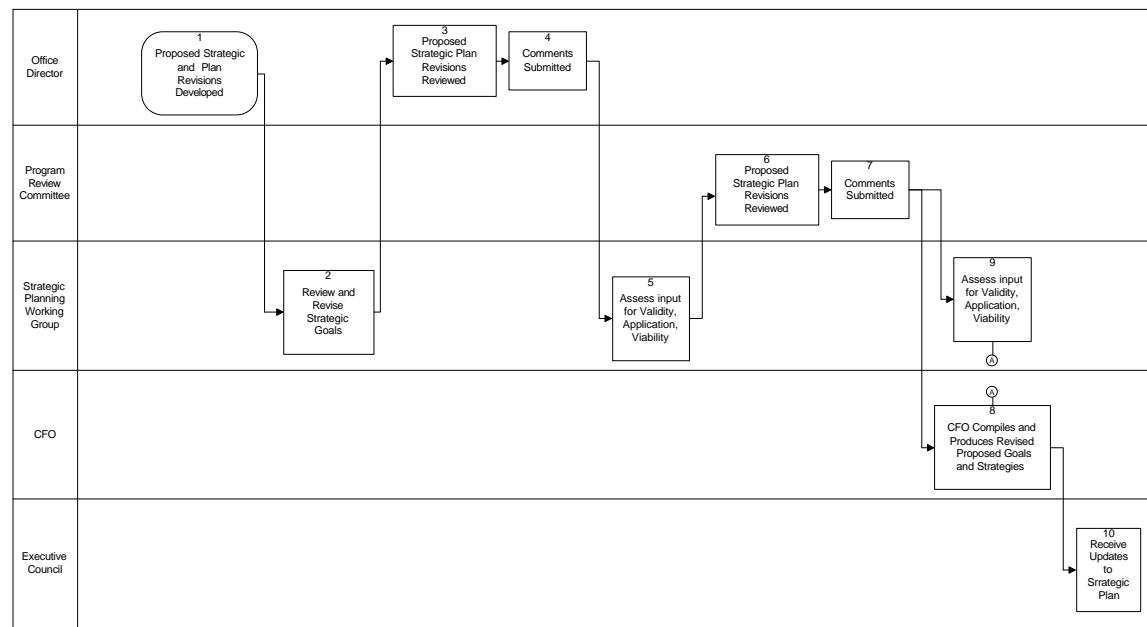 Office
Director
1
Proposed Strategic
and Plan
Revisions
Developed
3
Proposed
Strategic Plan
Revisions
Reviewed
4
Comments
Submitted
Program
Review
Committee
6
Proposed
Strategic Plan
Revisions
Reviewed
7
Comments
Submitted
Strategic
Planning
Working
Group
2
Review and
Revise
Strategic
Goals
5
Assess input
for Validity,
Application,
Viability
9
Assess input
for Validity,
Application,
Viability
A
CFO
A
8
CFO Compiles and
Produces Revised
Proposed Goals
and Strategies
Executive
Council
10
Receive
Updates
to
Srrategic
Plan